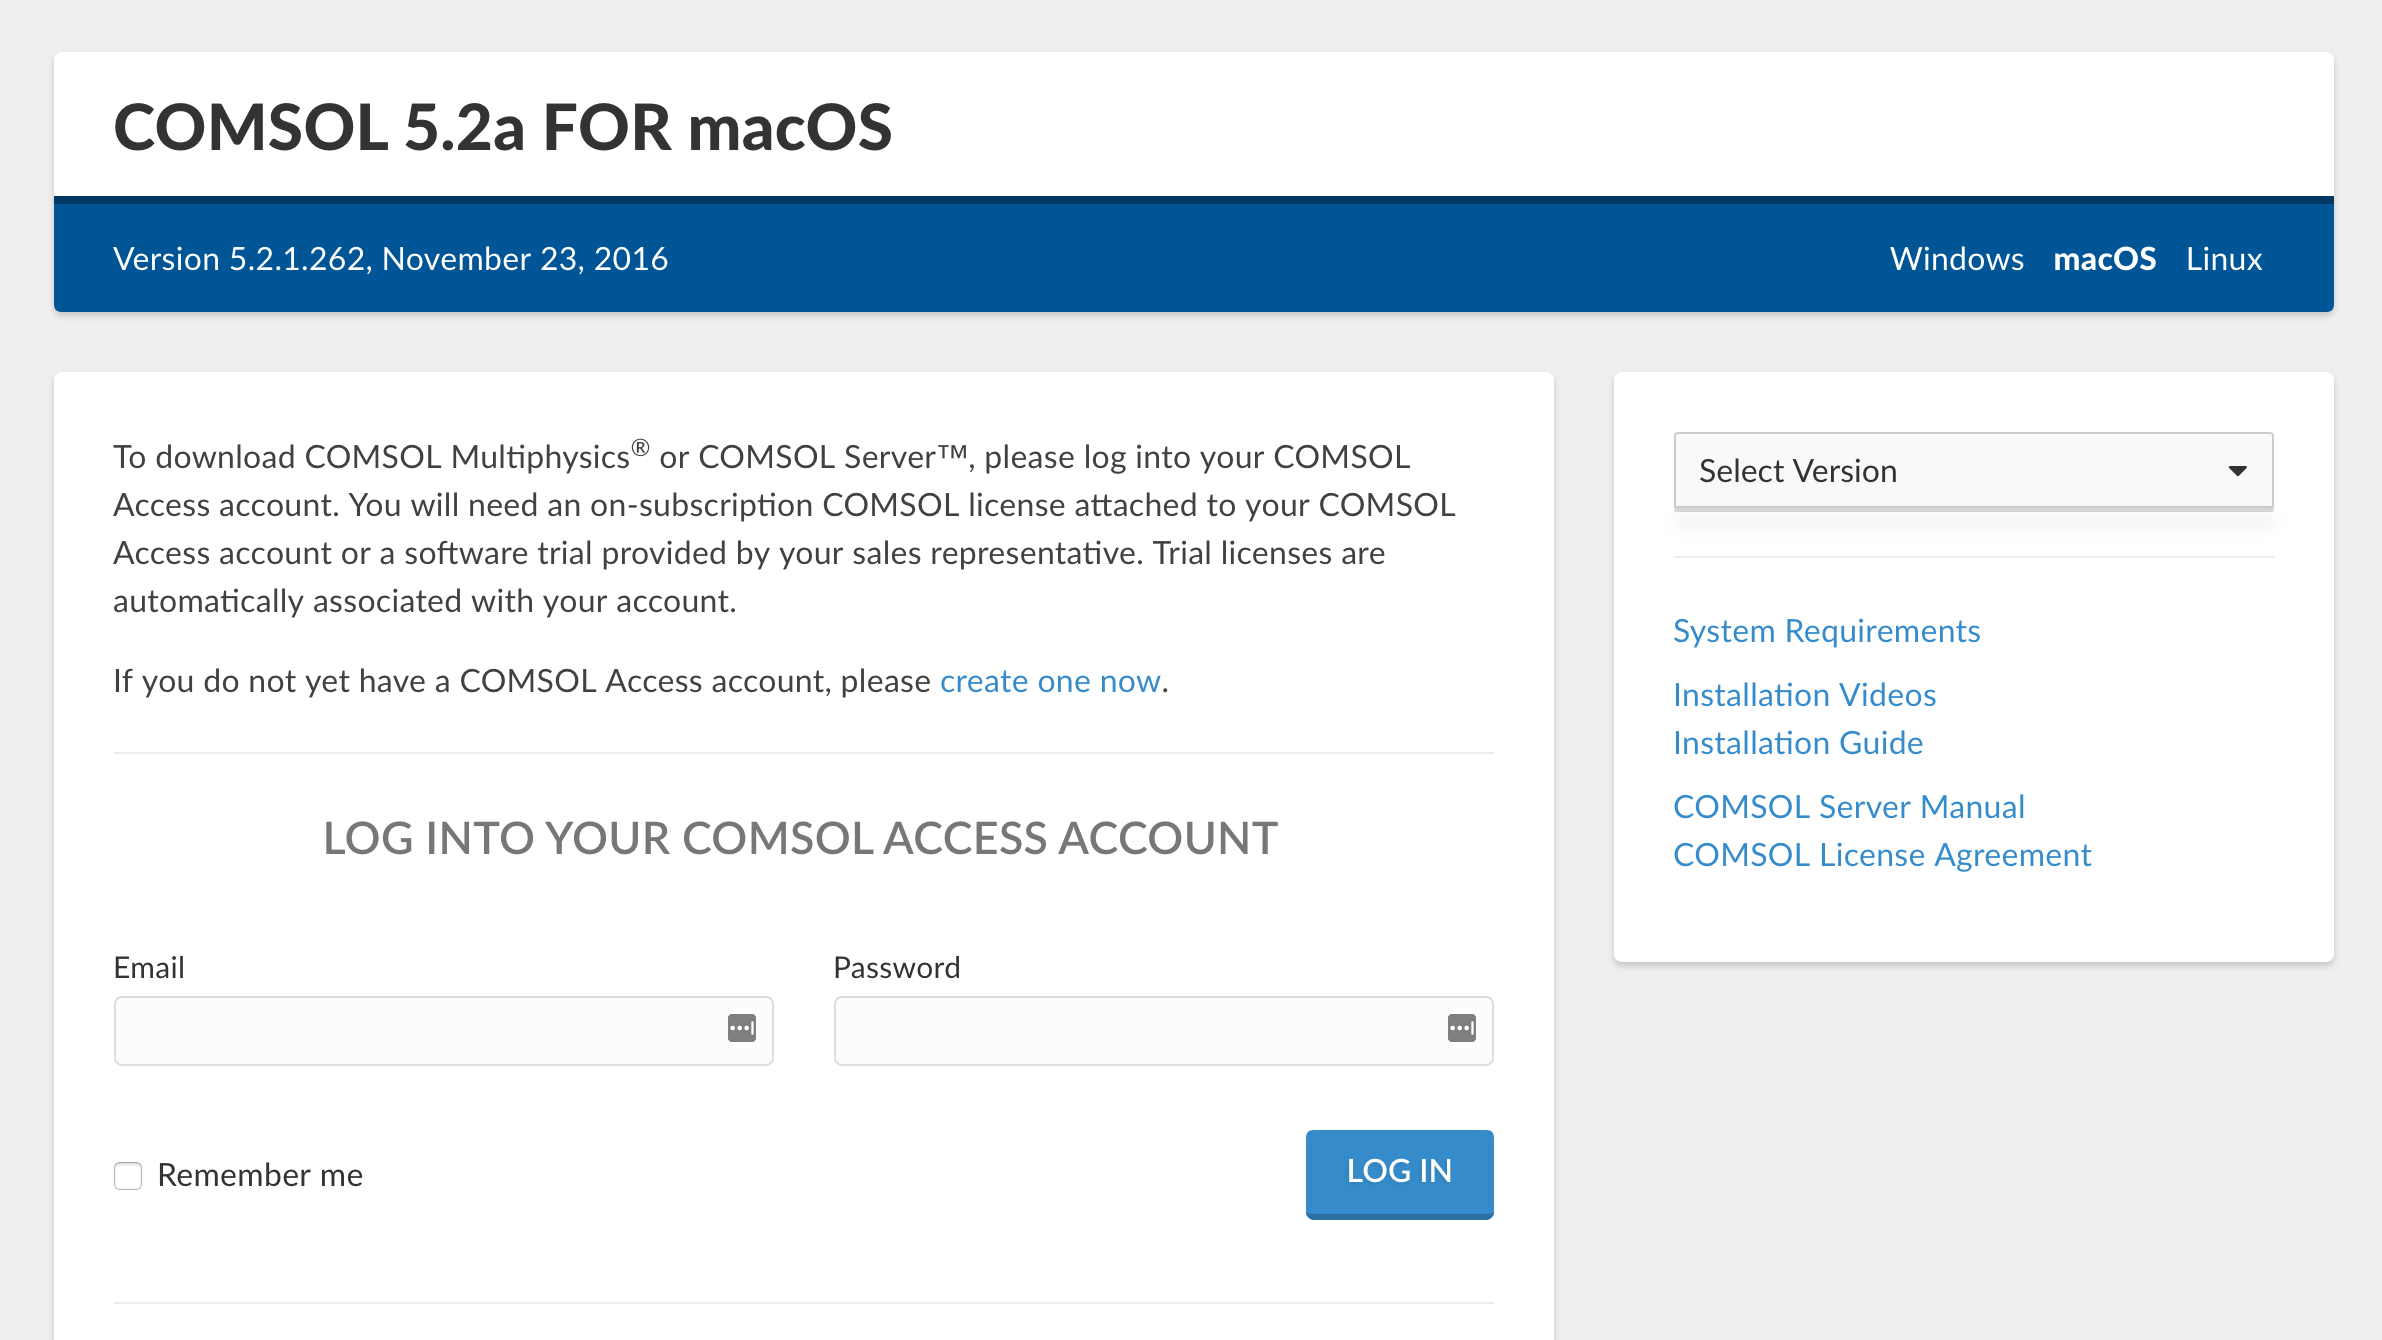 COMSOL 5.2a FOR macOS
Version 5.2.1.262, November 23, 2016
Windows macOS Linux
To download COMSOL Multiphysics® or COMSOL Server™, please log into your COMSOL
Access account. You will need an on-subscription COMSOL license attached to your COMSOL
Access account or a software trial provided by your sales representative. Trial licenses are
automatically associated with your account.
If you do not yet have a COMSOL Access account, please create one now.
LOG INTO YOUR COMSOL ACCESS ACCOUNT
Email
Password
Remember me
LOG IN
Select Version
System Requirements
Installation Videos
Installation Guide
COMSOL Server Manual
COMSOL License Agreement